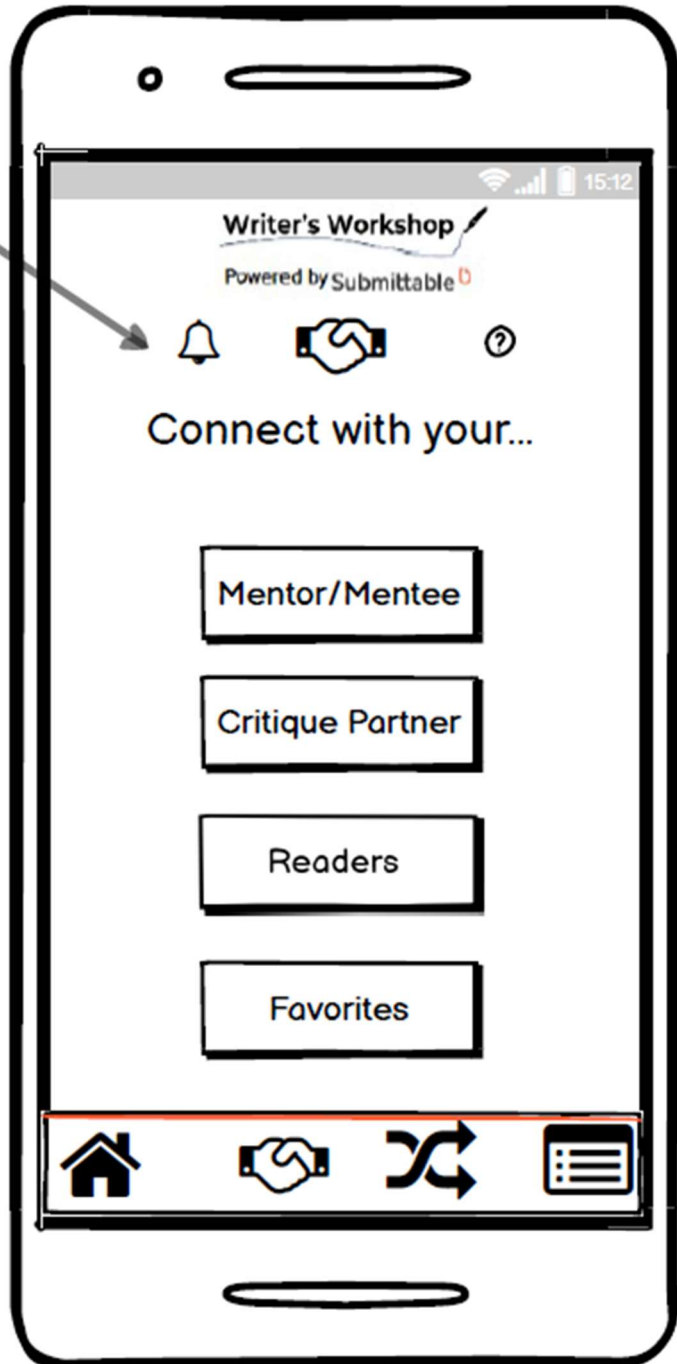 15:12
Writer's Workshop
Powered by Submittable
?
Connect with your...
Mentor/Mentee
Critique Partner
Readers
Favorites